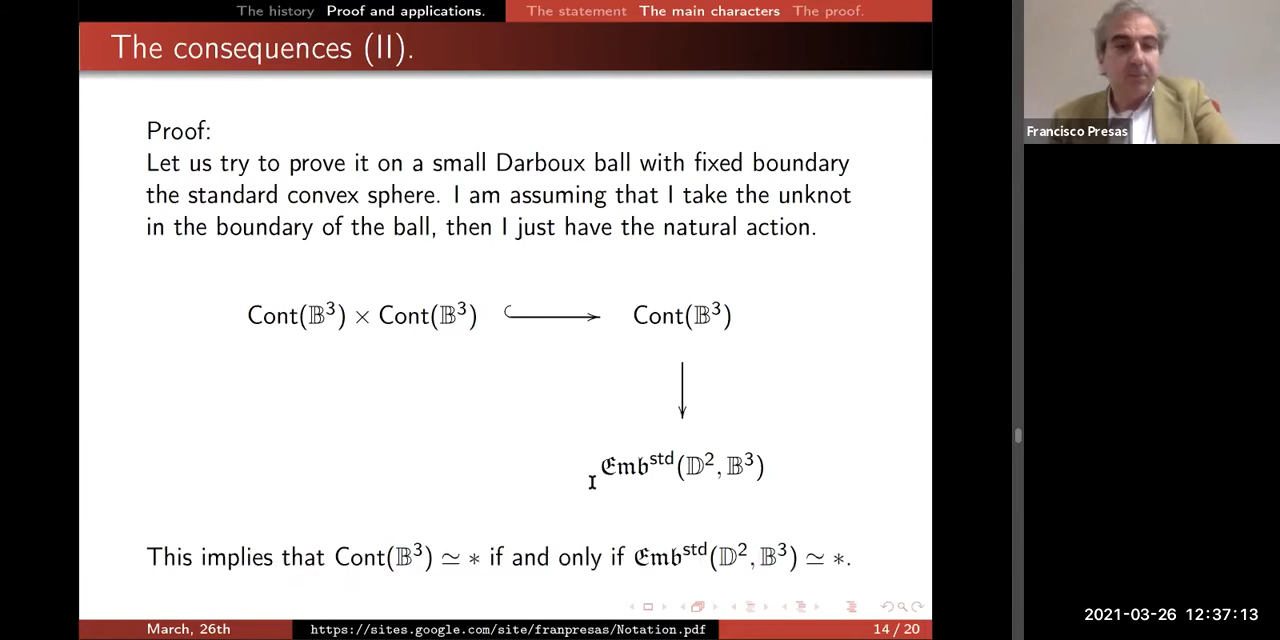 The history Proof and applications. The statement The main characters The proof.
The consequences (II).
Francisco Presas
Proof:
Let us try to prove it on a small Darboux ball with fixed boundary
the standard convex sphere. I am assuming that I take the unknot
in the boundary of the ball, then I just have the natural action.
Cont(𝔹³) × Cont(𝔹³) ↪ Cont(𝔹³)
↓
𝔈𝔪𝔟ˢᵗᵈ(𝔻², 𝔹³)
This implies that Cont(𝔹³) ≃ * if and only if 𝔈𝔪𝔟ˢᵗᵈ(𝔻², 𝔹³) ≃ *.
March, 26th https://sites.google.com/site/franpresas/Notation.pdf 14 / 20
2021-03-26 12:37:13